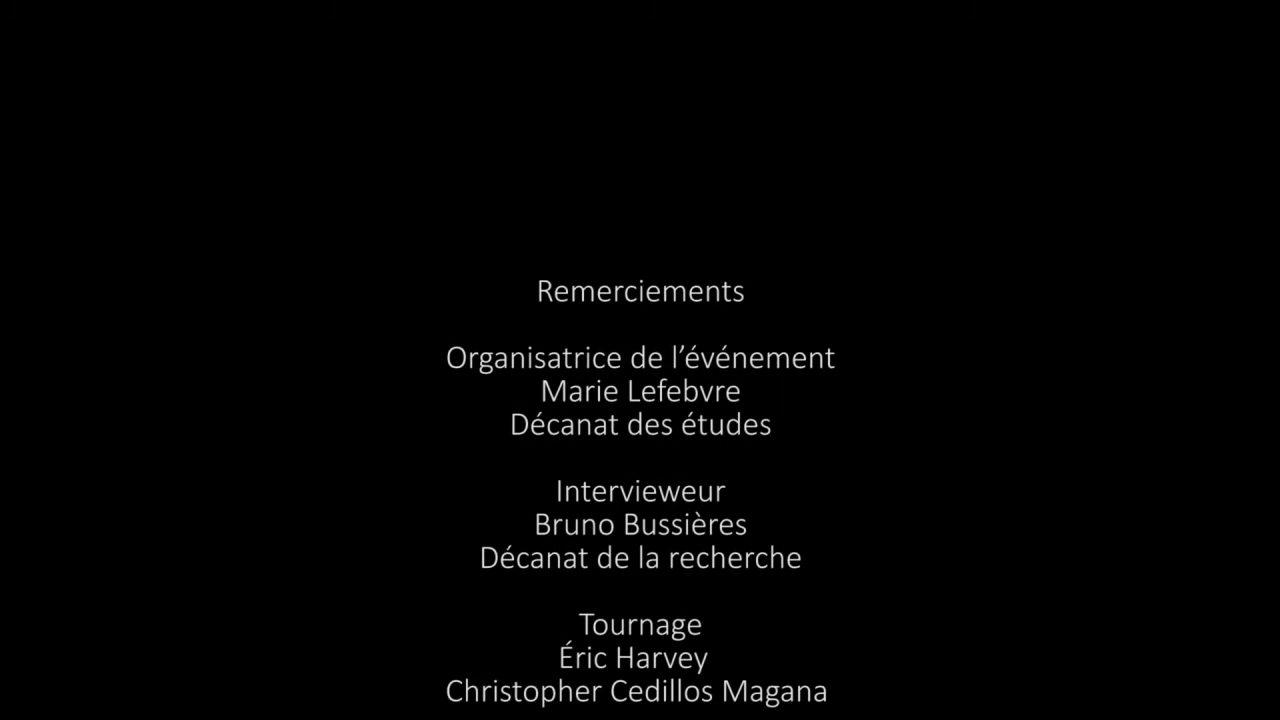 Remerciements
Organisatrice de l’événement
Marie Lefebvre
Décanat des études
Intervieweur
Bruno Bussières
Décanat de la recherche
Tournage
Éric Harvey
Christopher Cedillos Magana